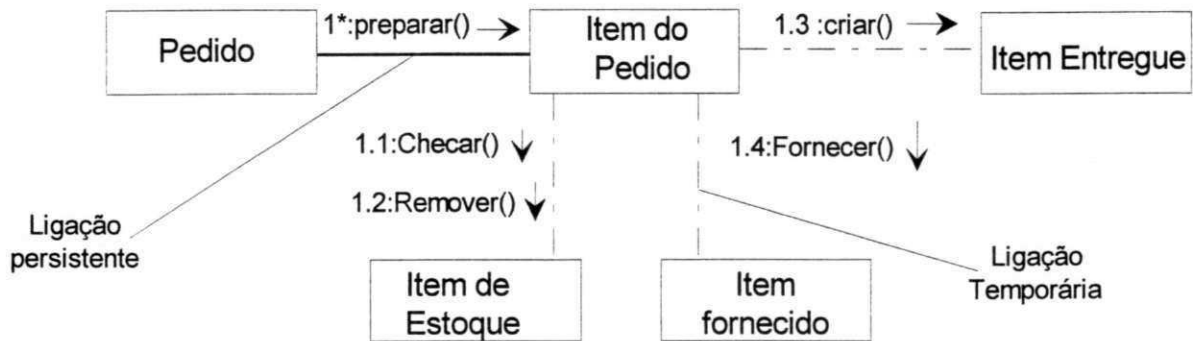 Pedido
1*:preparar()
Item do
Pedido
1.3 :criar()
Item Entregue
1.1:Checar()
1.2:Remover()
1.4:Fornecer()
Ligação
persistente
Item de
Estoque
Item
fornecido
Ligação
Temporária